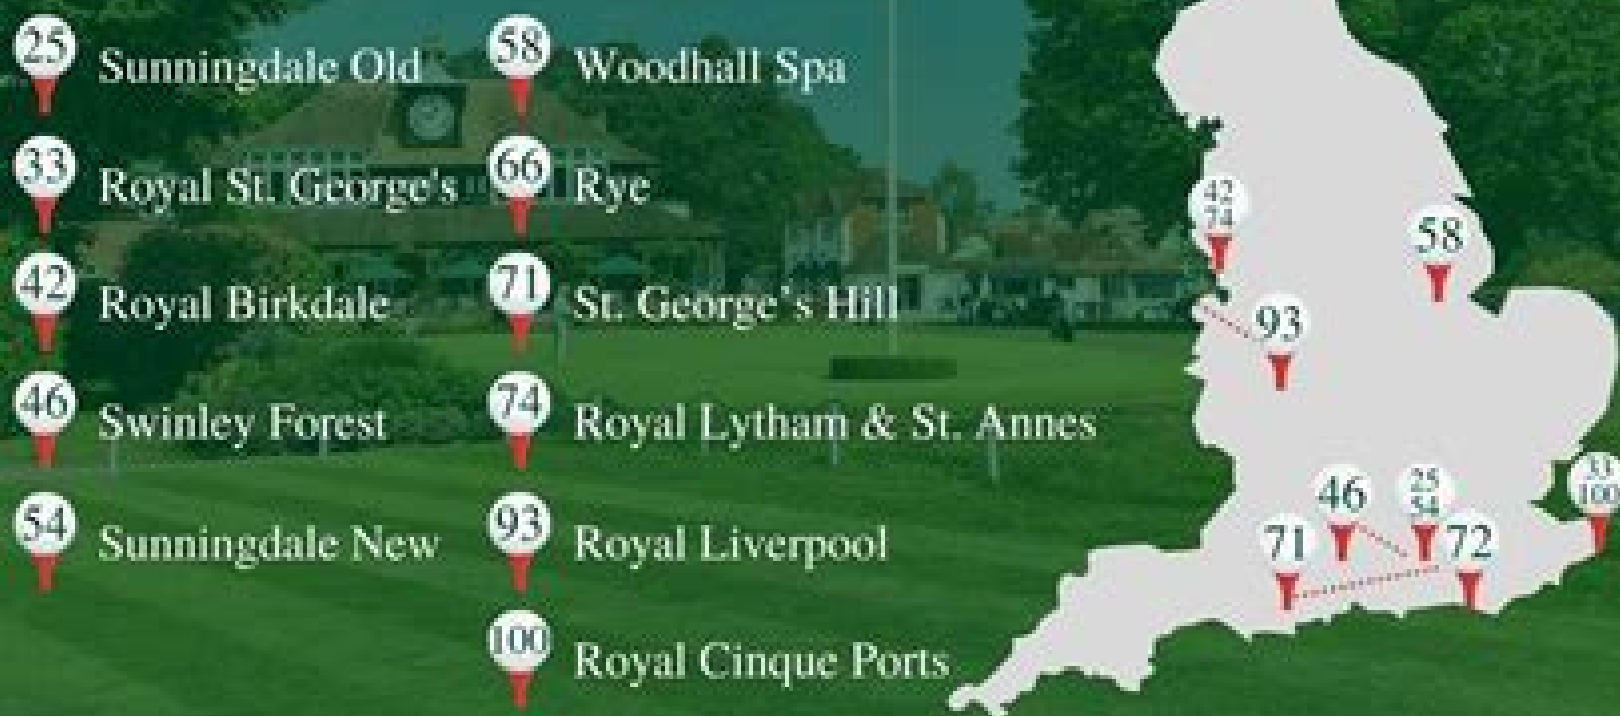 25 Sunningdale Old
33 Royal St. George's
42 Royal Birkdale
46 Swinley Forest
54 Sunningdale New
58 Woodhall Spa
66 Rye
71 St. George's Hill
74 Royal Lytham & St. Annes
93 Royal Liverpool
100 Royal Cinque Ports
42
74
58
93
46
25
54
33
100
71
72